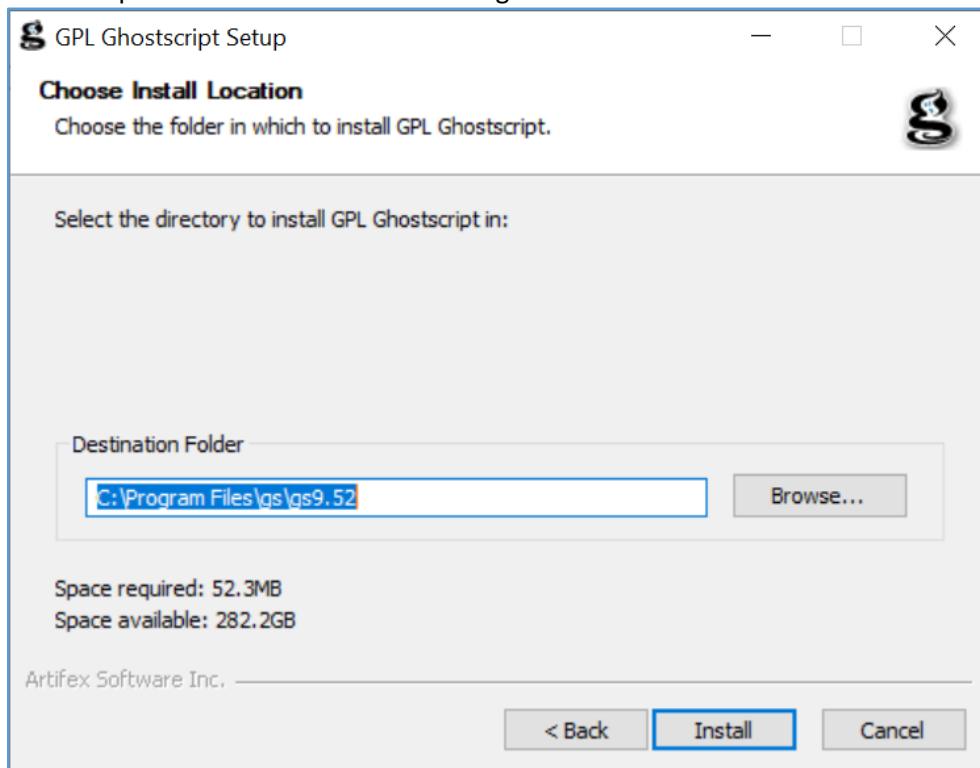 GPL Ghostscript Setup
Choose Install Location
Choose the folder in which to install GPL Ghostscript.
Select the directory to install GPL Ghostscript in:
Destination Folder
C:\Program Files\gs\gs9.52
Browse...
Space required: 52.3MB
Space available: 282.2GB
Artifex Software Inc.
< Back Install Cancel